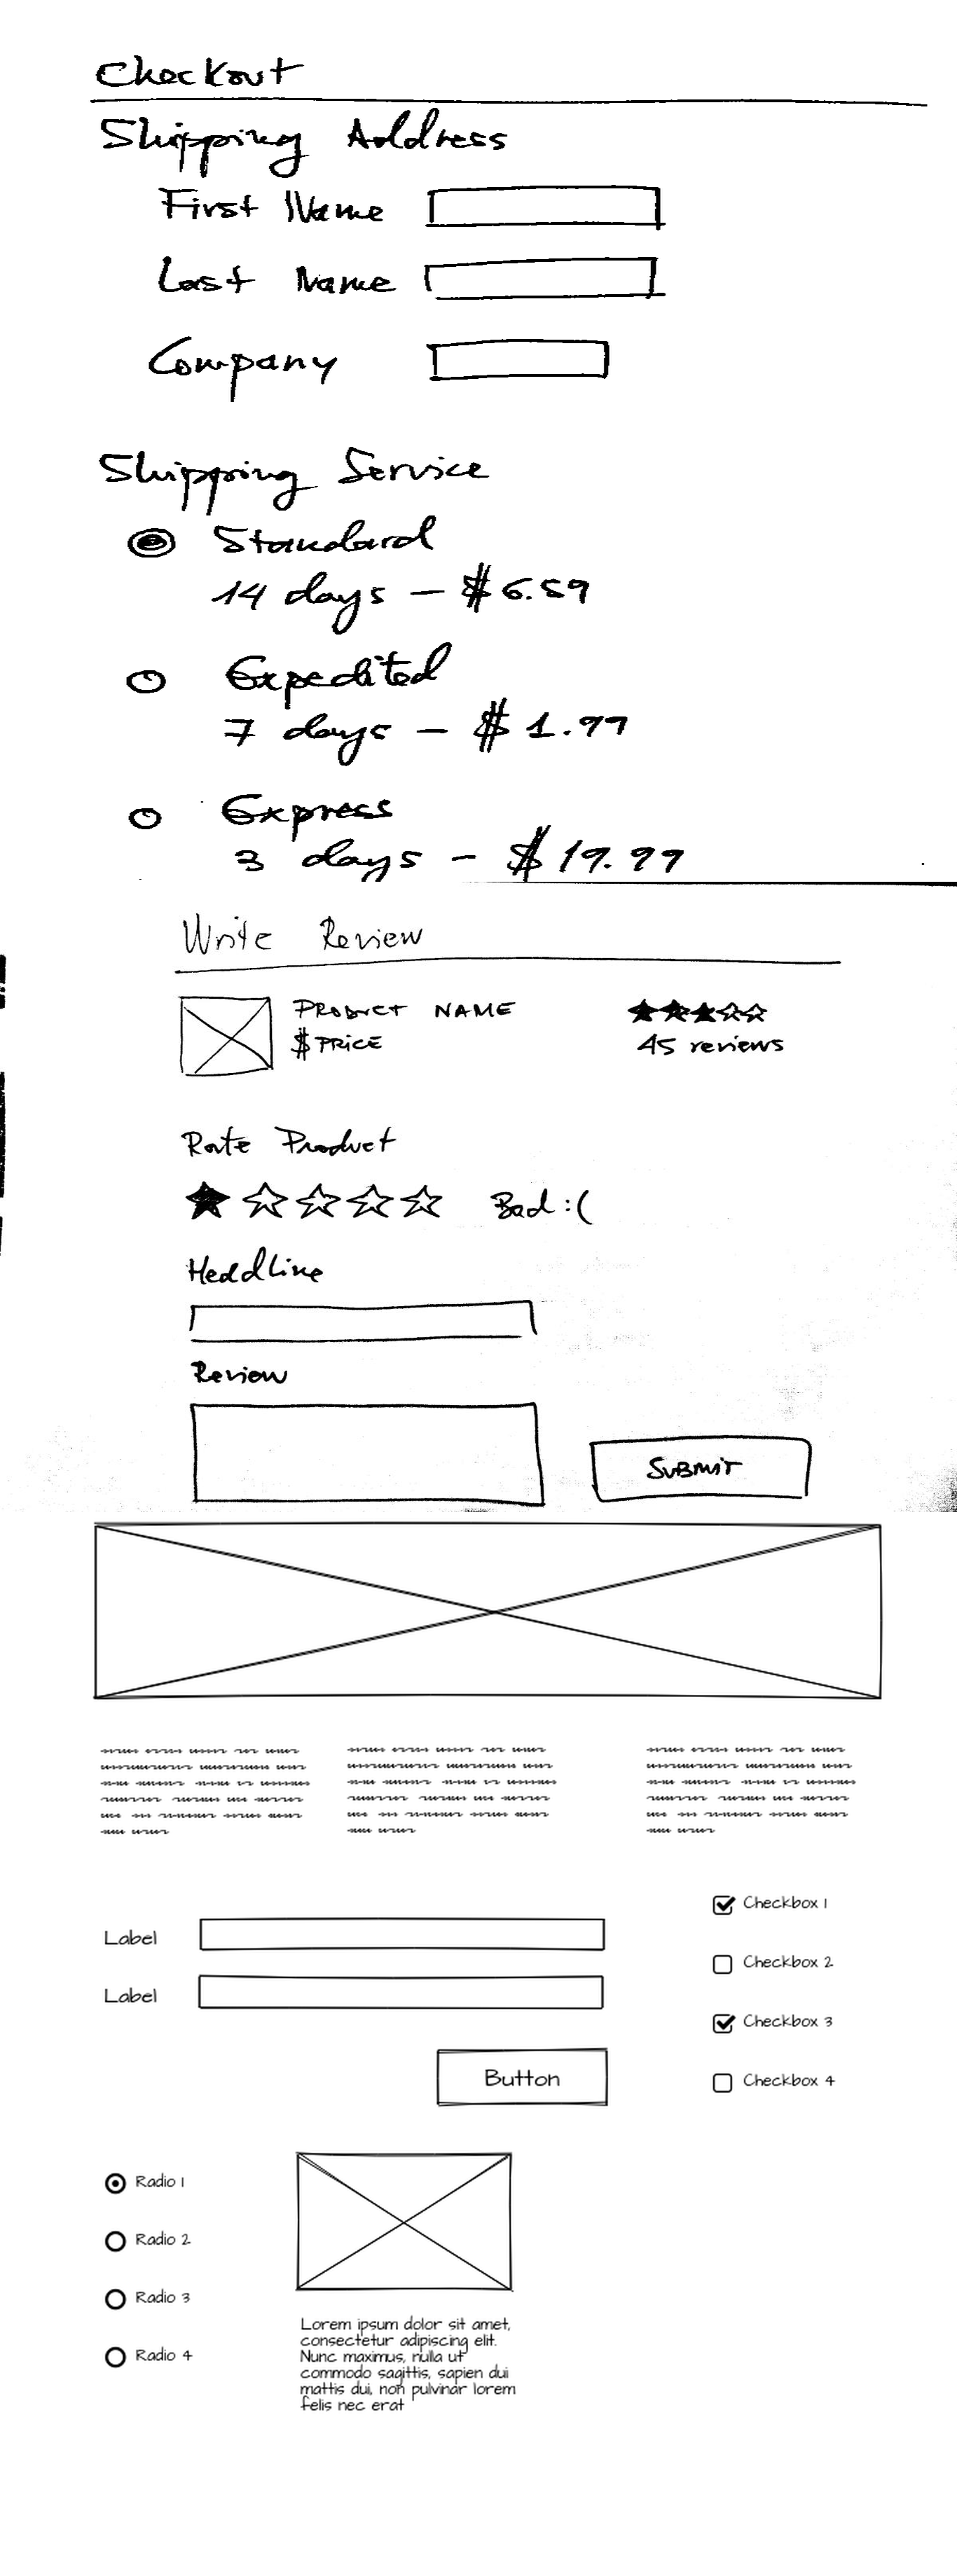 Checkout
Shipping Address
First Name
Last Name
Company
Shipping Service
Standard
14 days - $6.59
Expedited
7 days - $1.99
Express
3 days - $19.99
Write Review
PRODUCT NAME
$PRICE
45 reviews
Rate Product
Bad :(
Headline
Review
SUBMIT
Checkbox 1
Label
Checkbox 2
Label
Checkbox 3
Button
Checkbox 4
Radio 1
Radio 2
Radio 3
Radio 4
Lorem ipsum dolor sit amet,
consectetur adipiscing elit.
Nunc maximus, nulla ut
commodo sagittis, sapien dui
mattis dui, non pulvinar lorem
felis nec erat